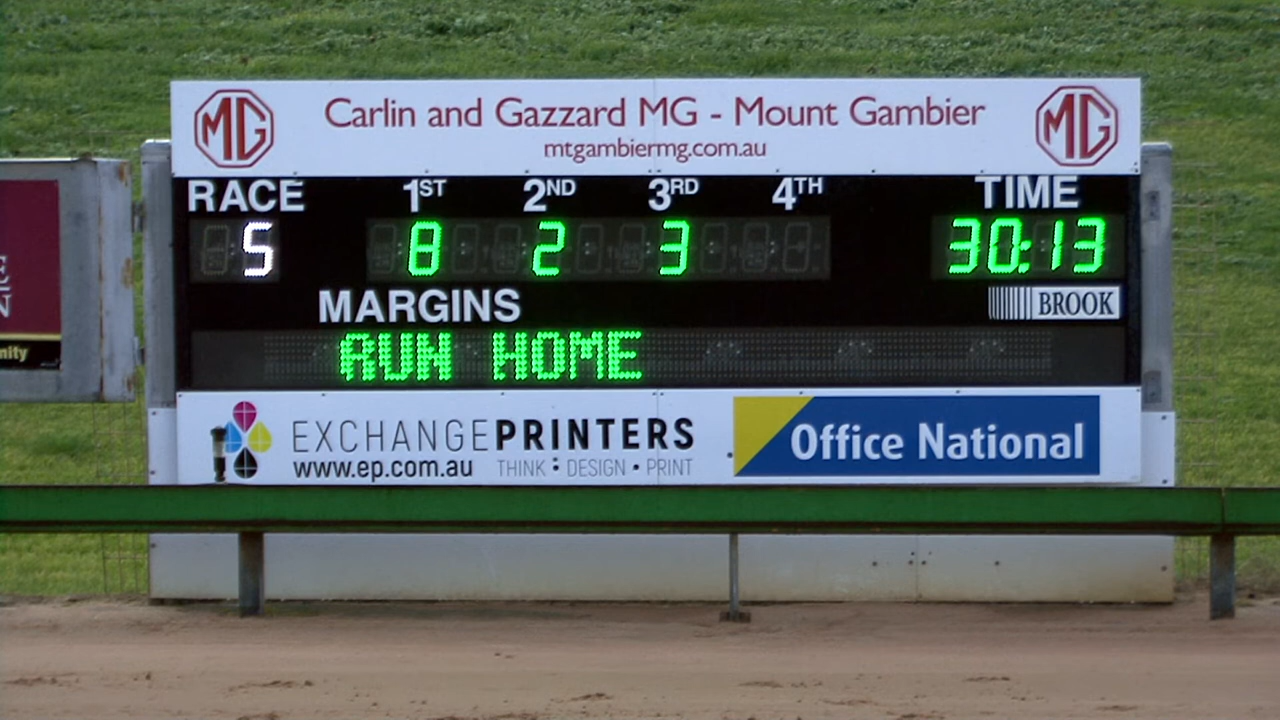 MG Carlin and Gazzard MG - Mount Gambier MG
mtgambiermg.com.au
RACE 1ST 2ND 3RD 4TH TIME
5 8 2 3 30:13
MARGINS BROOK
RUN HOME
EXCHANGEPRINTERS Office National
www.ep.com.au THINK : DESIGN • PRINT
E
N
nity